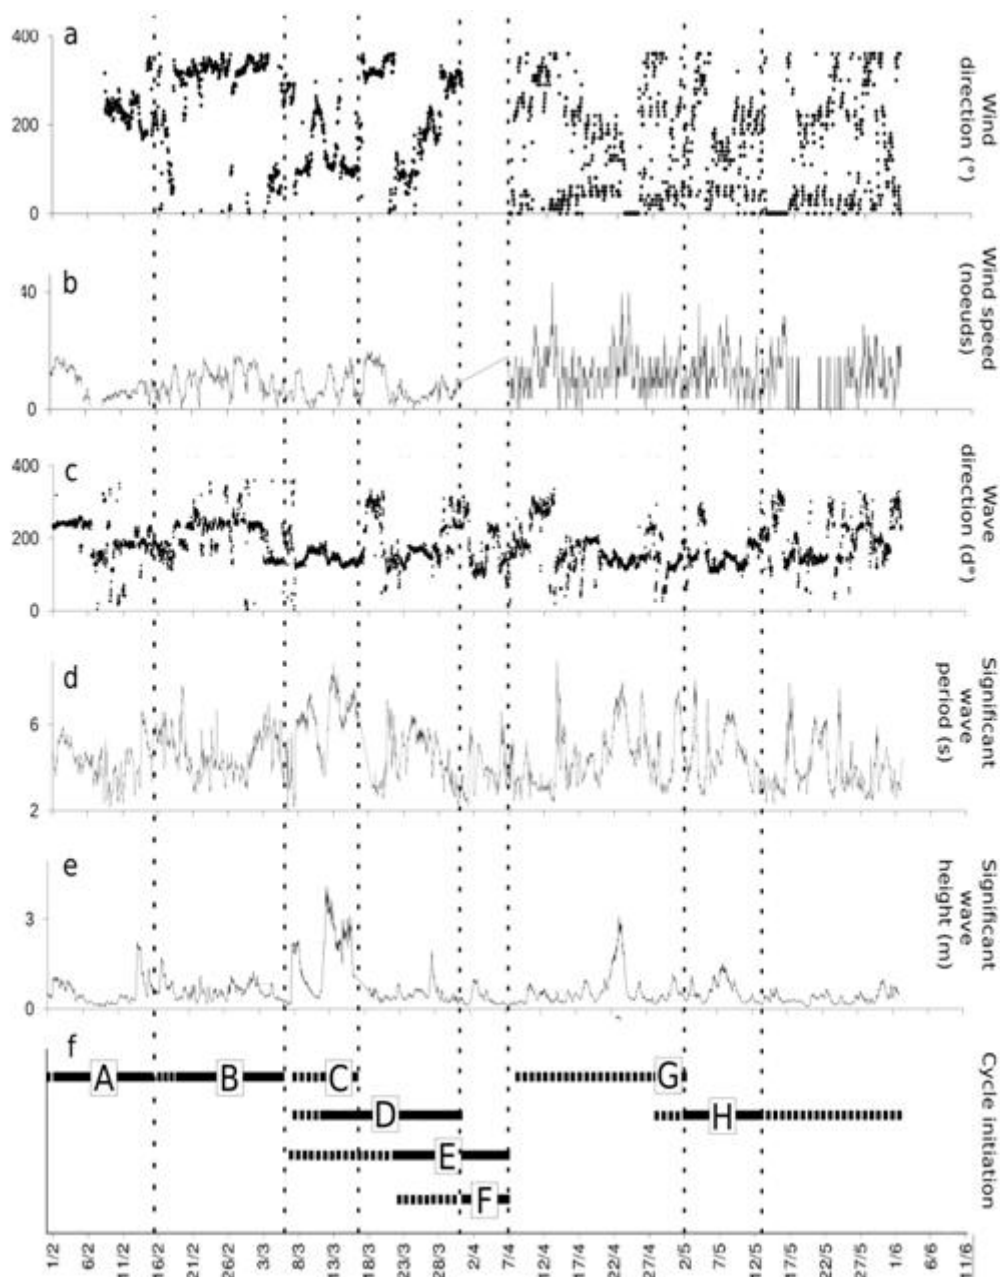 a
400
200
0
Wind
direction (°)
b
40
0
Wind speed
(noeuds)
c
400
200
0
Wave
direction (d°)
d
6
2
Significant
wave
period (s)
e
3
0
Significant
wave
height (m)
f
A
B
C
G
D
H
E
F
Cycle initiation
1/2
6/2
11/2
16/2
21/2
26/2
3/3
8/3
13/3
18/3
23/3
28/3
2/4
7/4
12/4
17/4
22/4
27/4
2/5
7/5
12/5
17/5
22/5
27/5
1/6
6/6
11/6